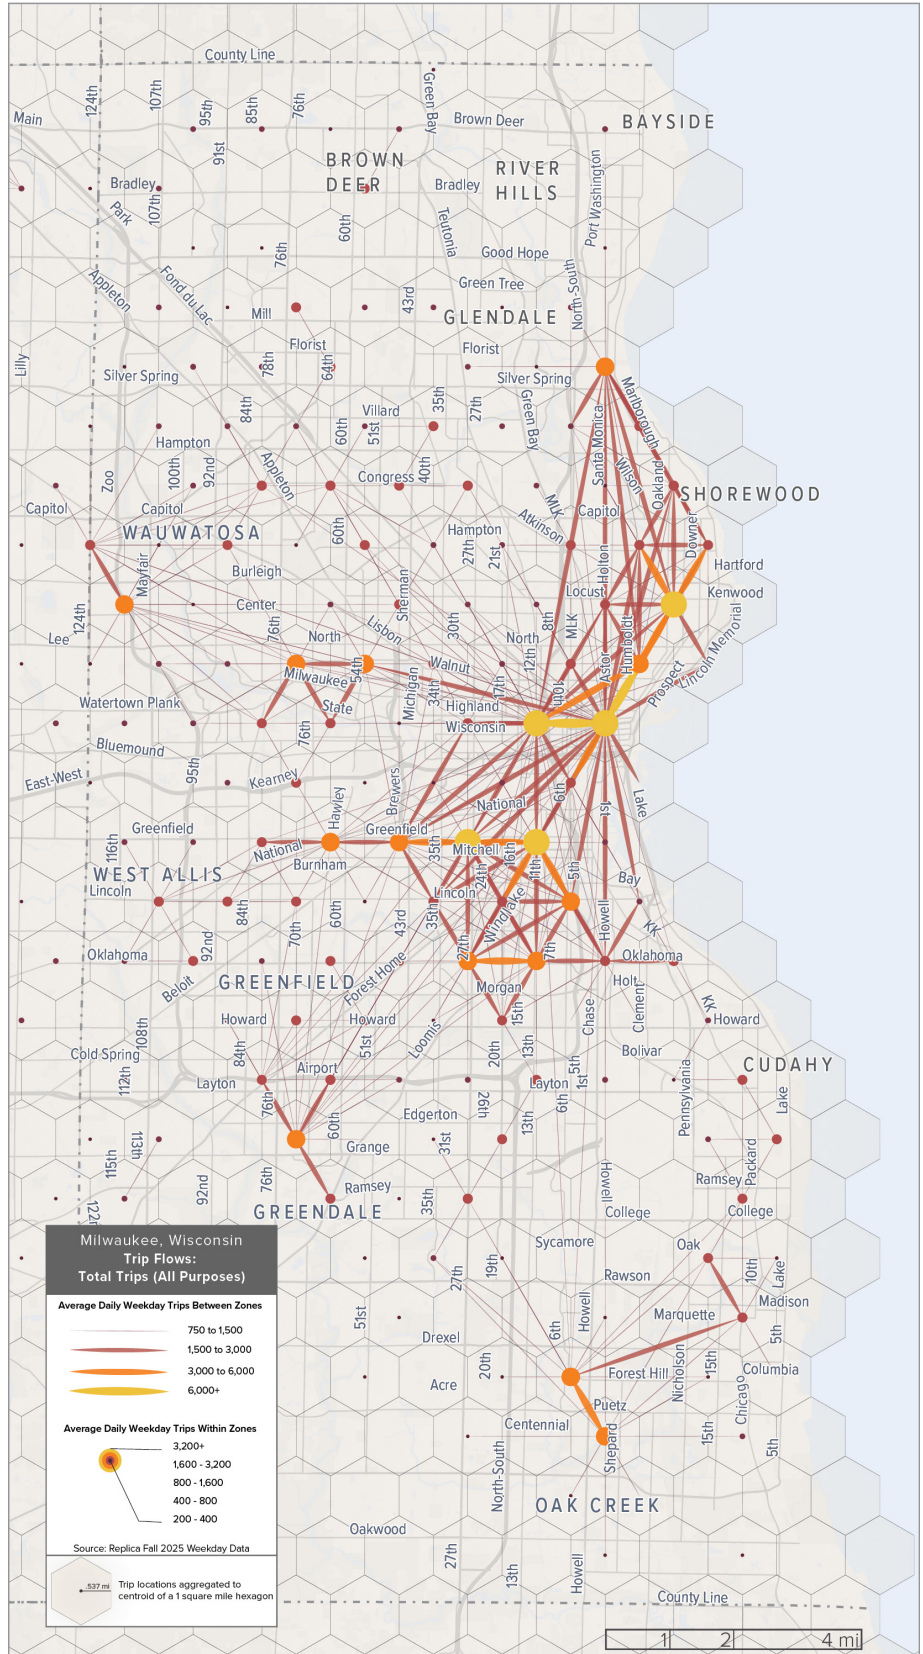 County Line
124th
107th
95th
85th
76th
Green Bay
Main
91st
Brown Deer
BAYSIDE
BROWN
DEER
RIVER
HILLS
Bradley
Bradley
Park
107th
60th
Teutonia
Port Washington
76th
Good Hope
Appleton
Fond du Lac
Green Tree
North-South
Mill
43rd
GLENDALE
Lilly
Florist
Florist
Silver Spring
78th
64th
Silver Spring
Marlborough
84th
Villard
35th
27th
Green Bay
Santa Monica
60th
51st
Hampton
Zoo
100th
92nd
Appleton
Congress
40th
Wilson
Oakland
SHOREWOOD
Capitol
Capitol
MLK
Atkinson
Capitol
WAUWATOSA
60th
Hampton
27th
21st
Downer
Mayfair
Burleigh
Holton
Hartford
124th
Center
Sherman
Locust
Kenwood
Lee
76th
North
Lisbon
30th
North
8th
MLK
Humboldt
Lincoln Memorial
Milwaukee
54th
Walnut
12th
10th
Astor
Prospect
Watertown Plank
State
Michigan
34th
17th
Highland
76th
Wisconsin
Bluemound
East-West
95th
Kearney
Brewers
National
6th
1st
Lake
116th
Greenfield
Hawley
Greenfield
35th
Mitchell
16th
National
Burnham
24th
11th
5th
WEST ALLIS
Lincoln
Lincoln
Bay
84th
92nd
70th
60th
43rd
35th
Windlake
Howell
KK
Oklahoma
27th
7th
Oklahoma
Beloit
GREENFIELD
Forest Home
Morgan
Holt
Clement
108th
Howard
Howard
15th
Chase
KK
Howard
Cold Spring
84th
51st
Loomis
20th
13th
Bolivar
CUDAHY
112th
Layton
Airport
5th
Layton
1st
6th
Pennsylvania
Lake
76th
60th
Edgerton
26th
13th
113th
115th
Grange
31st
Packard
92nd
76th
Ramsey
35th
Howell
Ramsey
GREENDALE
College
College
Sycamore
Oak
27th
19th
Rawson
10th
Lake
51st
Howell
Marquette
Madison
Drexel
6th
5th
20th
Nicholson
15th
Acre
Forest Hill
Columbia
Puetz
Chicago
Centennial
Shepard
15th
5th
North-South
OAK CREEK
Oakwood
27th
13th
Howell
County Line
Milwaukee, Wisconsin
Trip Flows:
Total Trips (All Purposes)
Average Daily Weekday Trips Between Zones
750 to 1,500
1,500 to 3,000
3,000 to 6,000
6,000+
Average Daily Weekday Trips Within Zones
3,200+
1,600 - 3,200
800 - 1,600
400 - 800
200 - 400
Source: Replica Fall 2025 Weekday Data
.537 mi
Trip locations aggregated to
centroid of a 1 square mile hexagon
1 2 4 mi